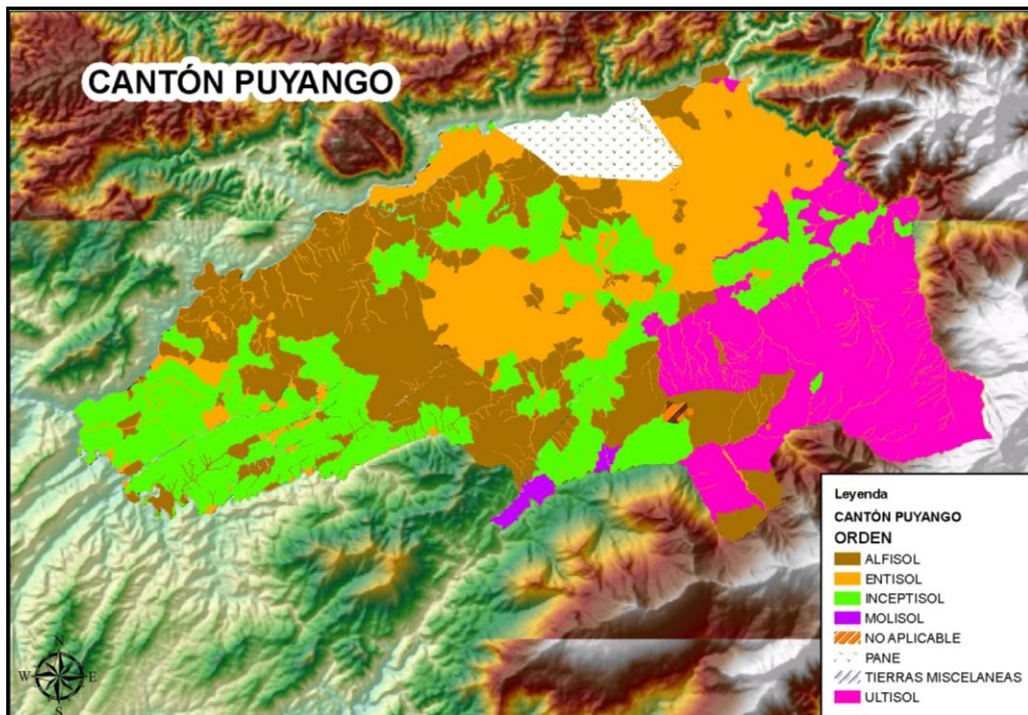 CANTÓN PUYANGO
Leyenda
CANTÓN PUYANGO
ORDEN
ALFISOL
ENTISOL
INCEPTISOL
MOLISOL
NO APLICABLE
PANE
TIERRAS MISCELANEAS
ULTISOL
N
W E
S